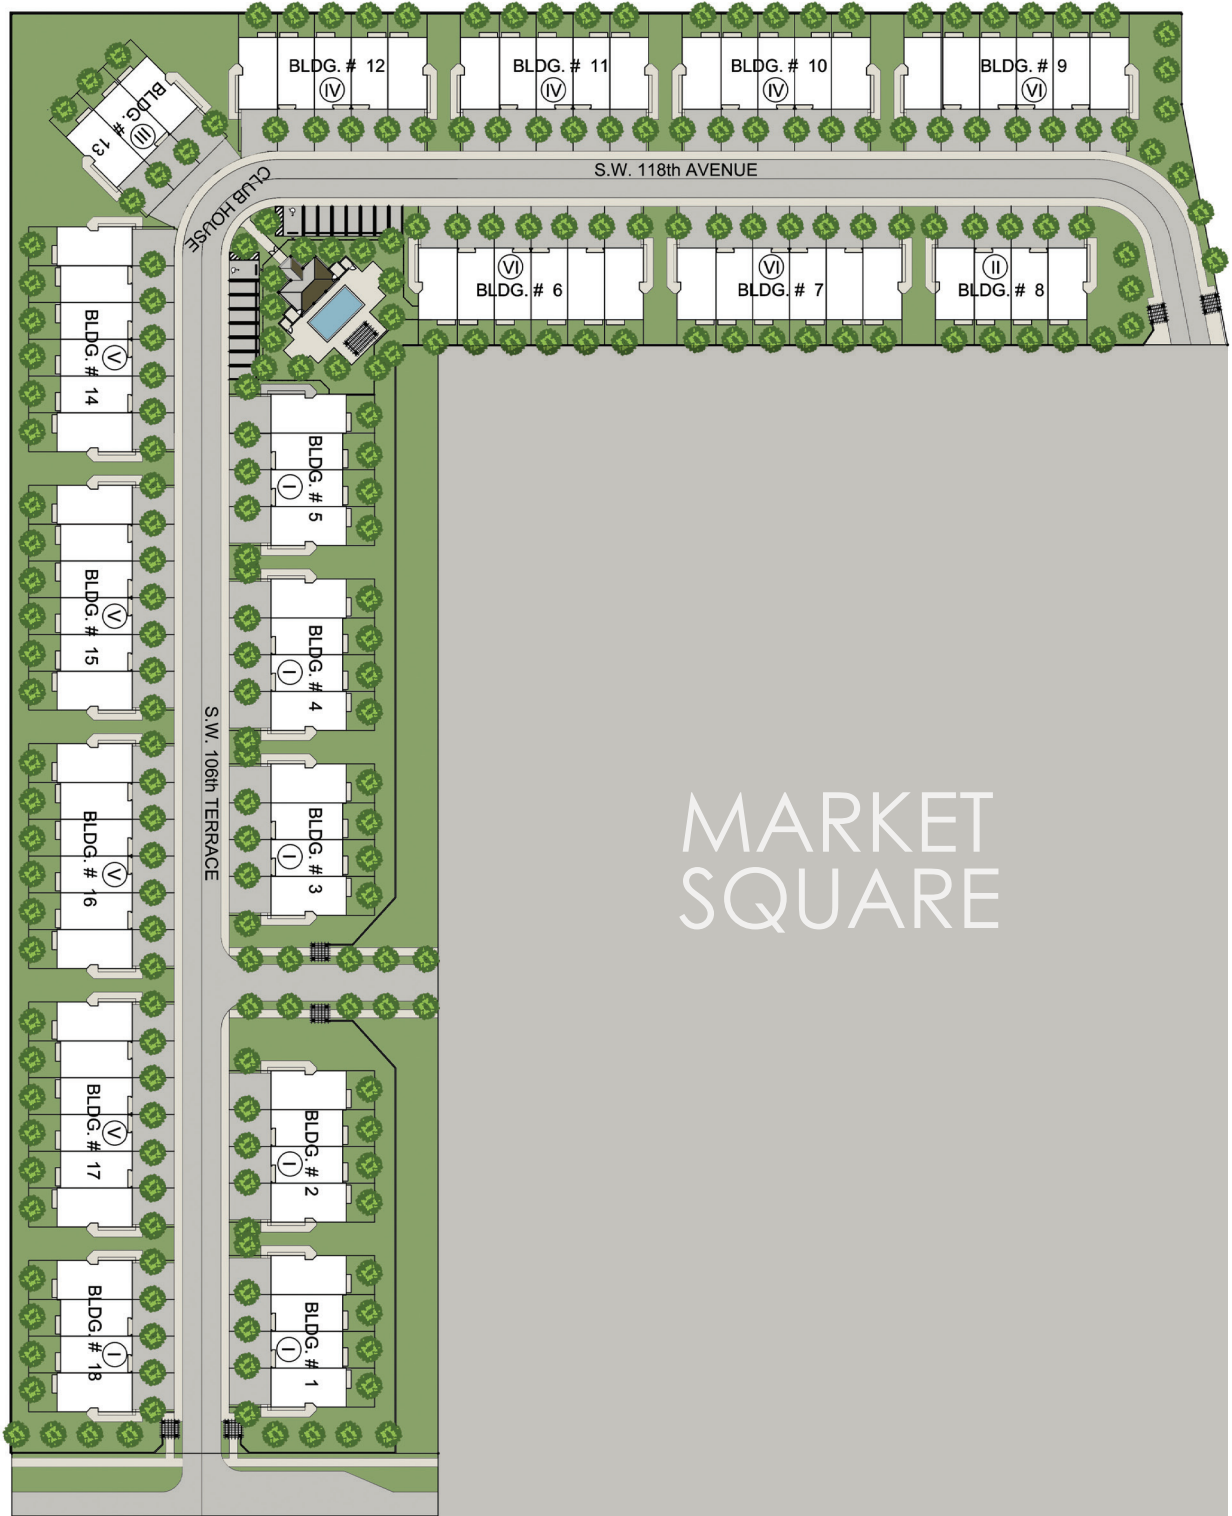 BLDG. # 12
IV
BLDG. # 11
IV
BLDG. # 10
IV
BLDG. # 9
VI
BLDG. #
13
III
S.W. 118th AVENUE
CLUB HOUSE
VI
BLDG. # 6
VI
BLDG. # 7
II
BLDG. # 8
BLDG. # 14
V
BLDG. # 5
I
BLDG. # 15
V
BLDG. # 4
I
S.W. 106th TERRACE
BLDG. # 16
V
BLDG. # 3
I
MARKET
SQUARE
BLDG. # 17
V
BLDG. # 2
I
BLDG. # 18
I
BLDG. # 1
I